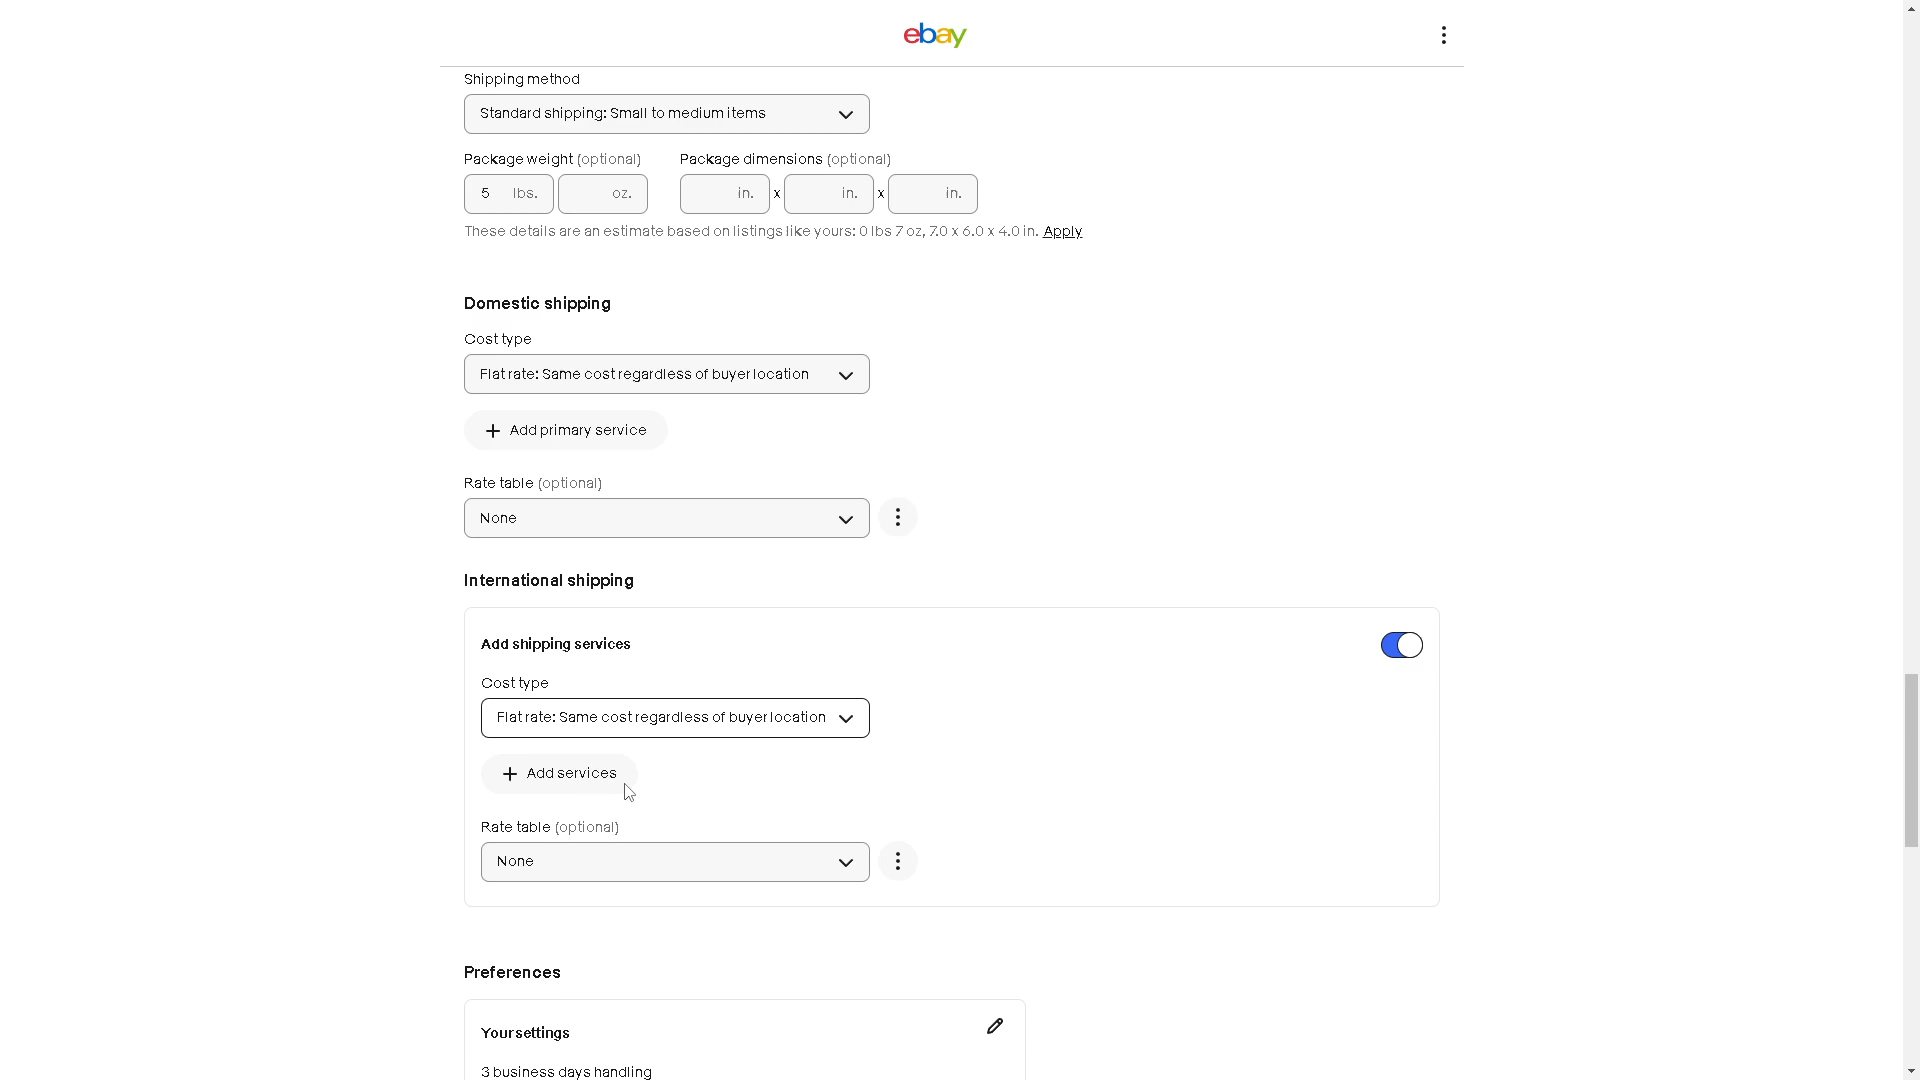 ebay
Shipping method
Standard shipping: Small to medium items
Package weight (optional) Package dimensions (optional)
5 lbs. oz. in. x in. x in.
These details are an estimate based on listings like yours: 0 lbs 7 oz, 7.0 x 6.0 x 4.0 in. Apply
Domestic shipping
Cost type
Flat rate: Same cost regardless of buyer location
Add primary service
Rate table (optional)
None
International shipping
Add shipping services
Cost type
Flat rate: Same cost regardless of buyer location
Add services
Rate table (optional)
None
Preferences
Your settings
3 business days handling